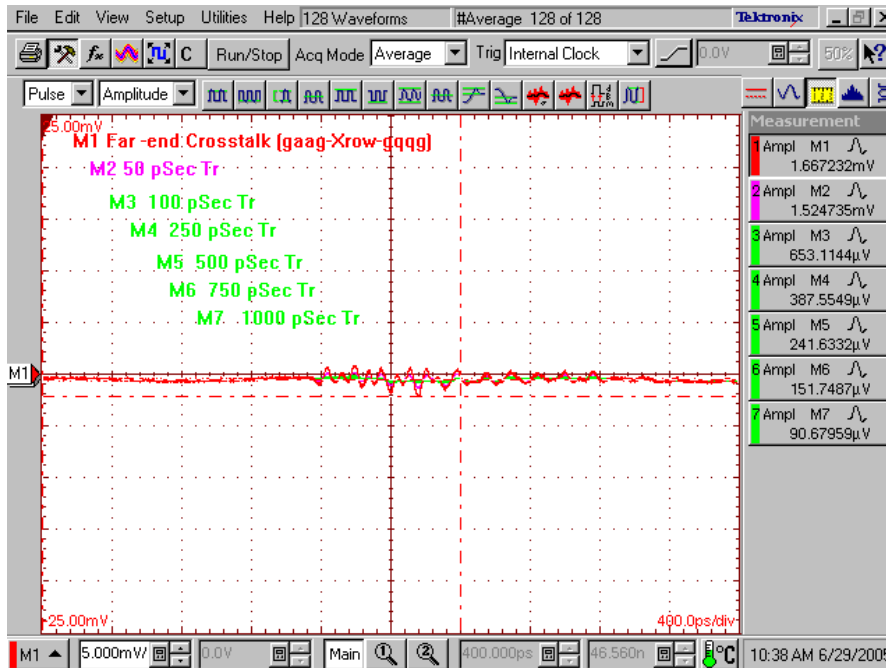 File Edit View Setup Utilities Help 128 Waveforms #Average 128 of 128 Tektronix
fx C Run/Stop Acq Mode Average Trig Internal Clock 0.0V 50% ?
Pulse Amplitude
25.00mV
M1 Far -end Crosstalk (gaag-Xrow-gqqg)
M2 50 pSec Tr
M3 100 pSec Tr
M4 250 pSec Tr
M5 500 pSec Tr
M6 750 pSec Tr
M7 1000 pSec Tr
M1
-25.00mV 400.0ps/div
Measurement
1 Ampl M1
1.667232mV
2 Ampl M2
1.524735mV
3 Ampl M3
653.1144µV
4 Ampl M4
387.5549µV
5 Ampl M5
241.6332µV
6 Ampl M6
151.7487µV
7 Ampl M7
90.67959µV
M1 5.000mV/ 0.0V Main 1 2 400.000ps 46.560n °C 10:38 AM 6/29/2005